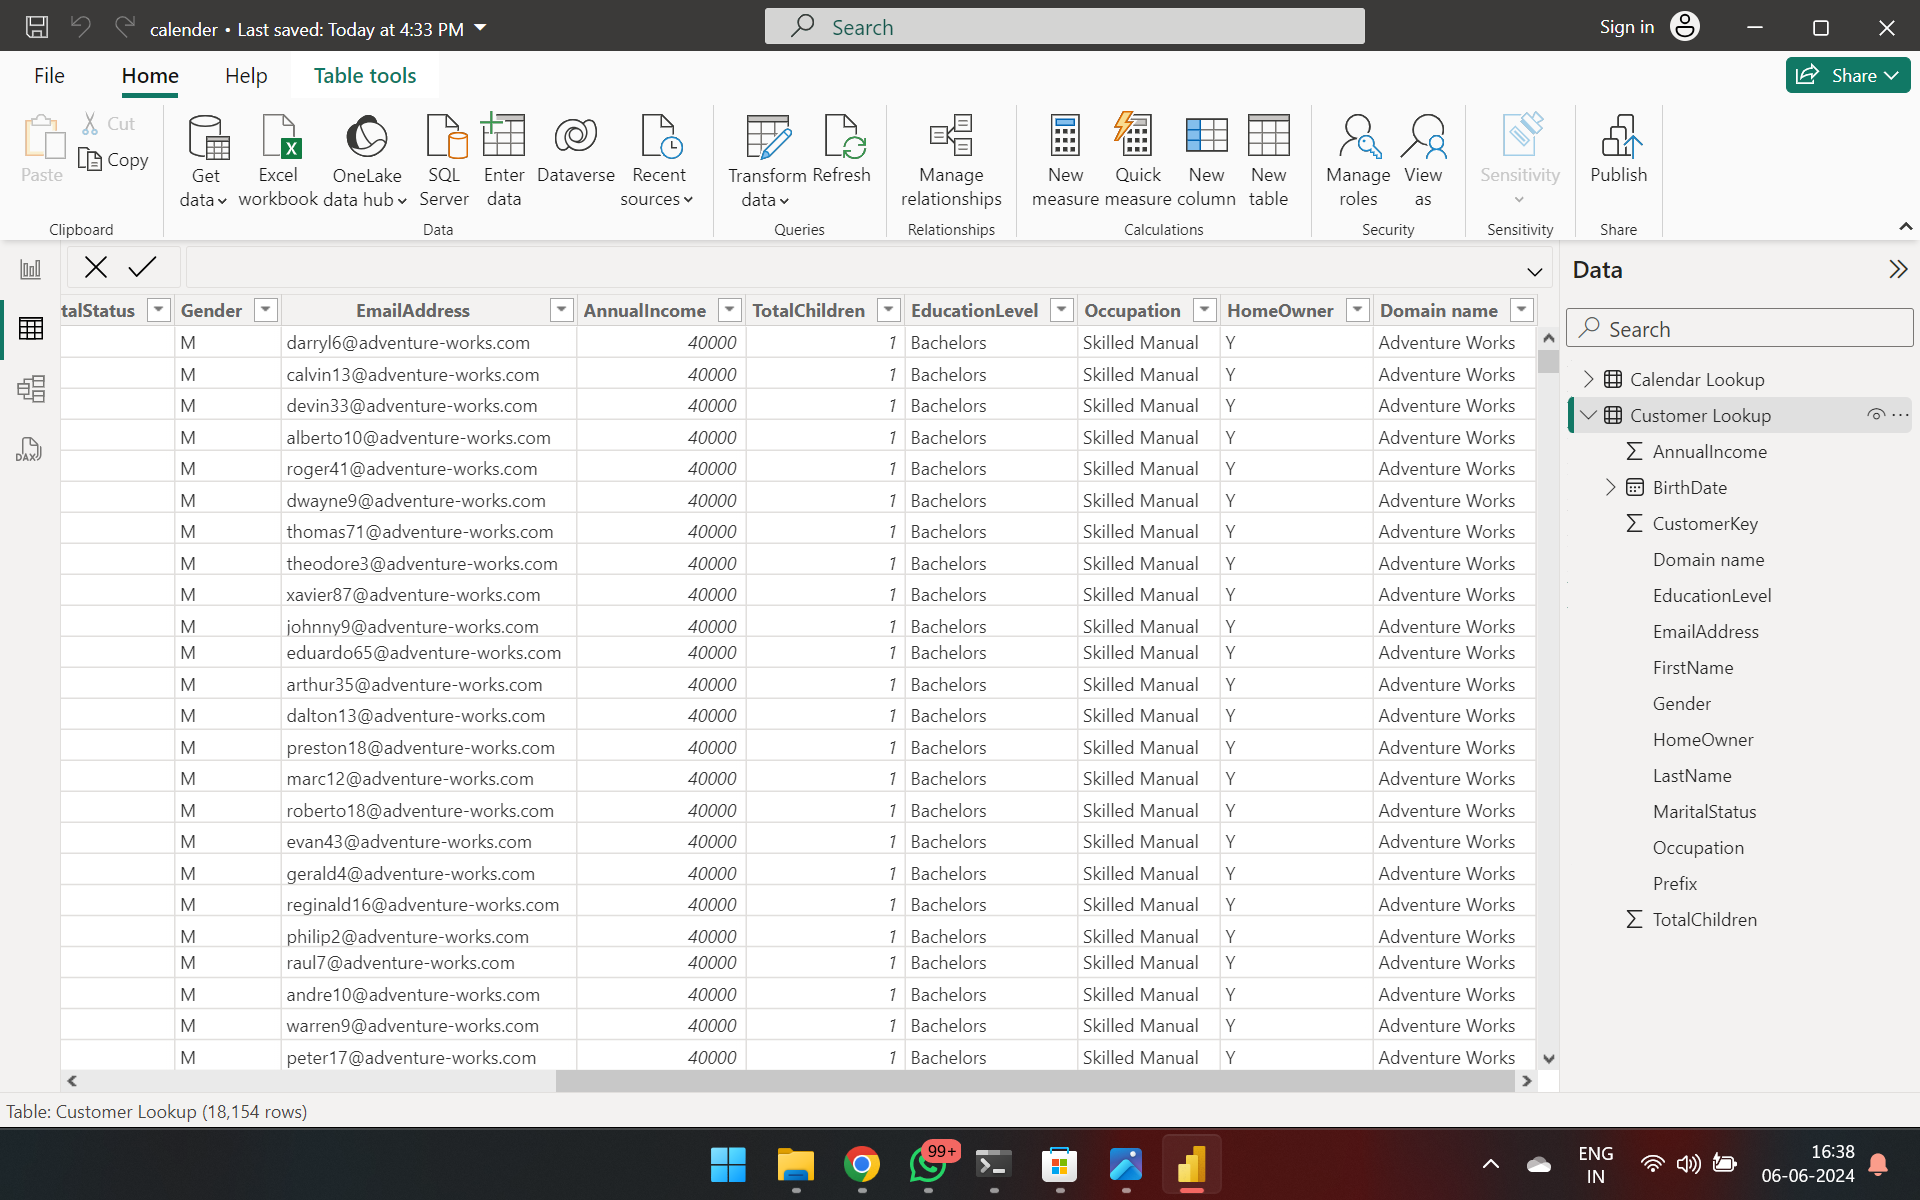 calender • Last saved: Today at 4:33 PM
Search
Sign in
File Home Help Table tools
Share
Paste
Cut
Copy
Get data
Excel workbook
OneLake data hub
SQL Server
Enter data
Dataverse
Recent sources
Transform data
Refresh
Manage relationships
New measure
Quick measure
New column
New table
Manage roles
View as
Sensitivity
Publish
Clipboard Data Queries Relationships Calculations Security Sensitivity Share
talStatus Gender EmailAddress AnnualIncome TotalChildren EducationLevel Occupation HomeOwner Domain name
M darryl6@adventure-works.com 40000 1 Bachelors Skilled Manual Y Adventure Works
M calvin13@adventure-works.com 40000 1 Bachelors Skilled Manual Y Adventure Works
M devin33@adventure-works.com 40000 1 Bachelors Skilled Manual Y Adventure Works
M alberto10@adventure-works.com 40000 1 Bachelors Skilled Manual Y Adventure Works
M roger41@adventure-works.com 40000 1 Bachelors Skilled Manual Y Adventure Works
M dwayne9@adventure-works.com 40000 1 Bachelors Skilled Manual Y Adventure Works
M thomas71@adventure-works.com 40000 1 Bachelors Skilled Manual Y Adventure Works
M theodore3@adventure-works.com 40000 1 Bachelors Skilled Manual Y Adventure Works
M xavier87@adventure-works.com 40000 1 Bachelors Skilled Manual Y Adventure Works
M johnny9@adventure-works.com 40000 1 Bachelors Skilled Manual Y Adventure Works
M eduardo65@adventure-works.com 40000 1 Bachelors Skilled Manual Y Adventure Works
M arthur35@adventure-works.com 40000 1 Bachelors Skilled Manual Y Adventure Works
M dalton13@adventure-works.com 40000 1 Bachelors Skilled Manual Y Adventure Works
M preston18@adventure-works.com 40000 1 Bachelors Skilled Manual Y Adventure Works
M marc12@adventure-works.com 40000 1 Bachelors Skilled Manual Y Adventure Works
M roberto18@adventure-works.com 40000 1 Bachelors Skilled Manual Y Adventure Works
M evan43@adventure-works.com 40000 1 Bachelors Skilled Manual Y Adventure Works
M gerald4@adventure-works.com 40000 1 Bachelors Skilled Manual Y Adventure Works
M reginald16@adventure-works.com 40000 1 Bachelors Skilled Manual Y Adventure Works
M philip2@adventure-works.com 40000 1 Bachelors Skilled Manual Y Adventure Works
M raul7@adventure-works.com 40000 1 Bachelors Skilled Manual Y Adventure Works
M andre10@adventure-works.com 40000 1 Bachelors Skilled Manual Y Adventure Works
M warren9@adventure-works.com 40000 1 Bachelors Skilled Manual Y Adventure Works
M peter17@adventure-works.com 40000 1 Bachelors Skilled Manual Y Adventure Works
Data
Search
Calendar Lookup
Customer Lookup
AnnualIncome
BirthDate
CustomerKey
Domain name
EducationLevel
EmailAddress
FirstName
Gender
HomeOwner
LastName
MaritalStatus
Occupation
Prefix
TotalChildren
DAX
Table: Customer Lookup (18,154 rows)
99+
ENG
IN
16:38
06-06-2024